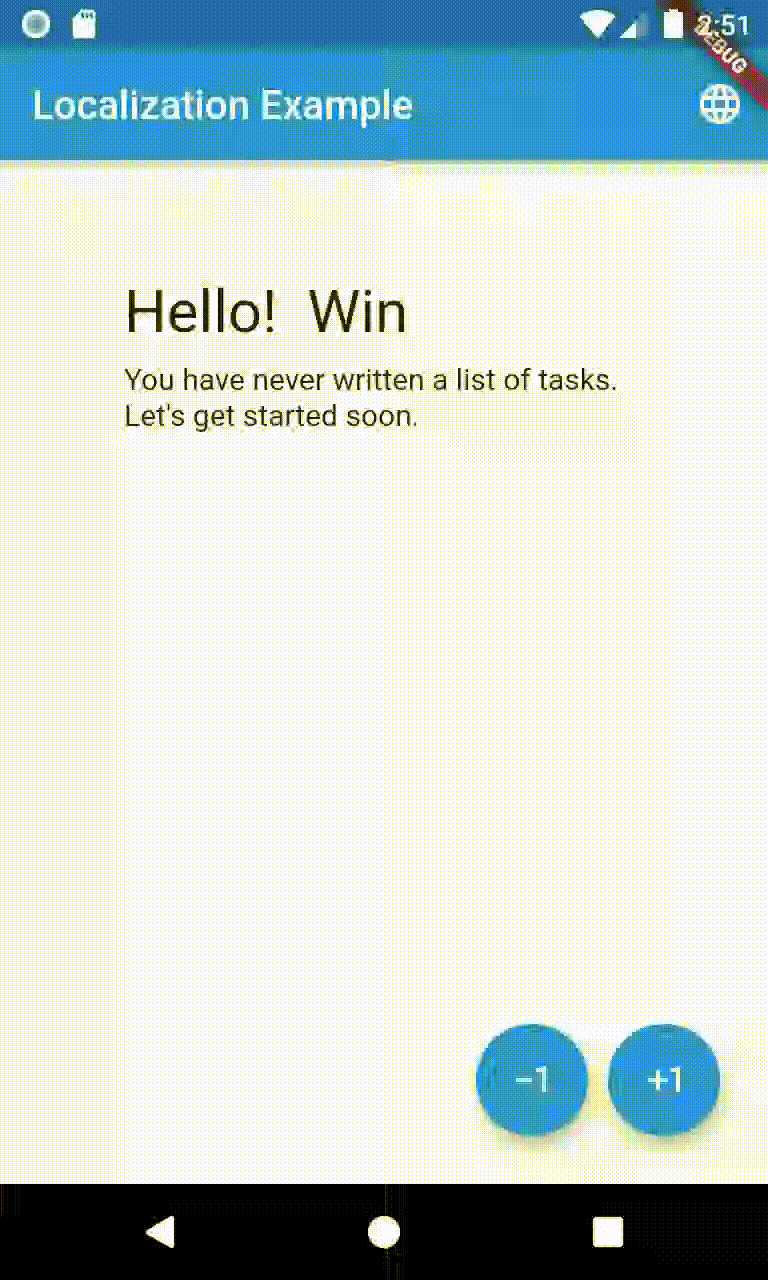 2:51
DEBUG
Localization Example
Hello!  Win
You have never written a list of tasks.
Let's get started soon.
−1
+1